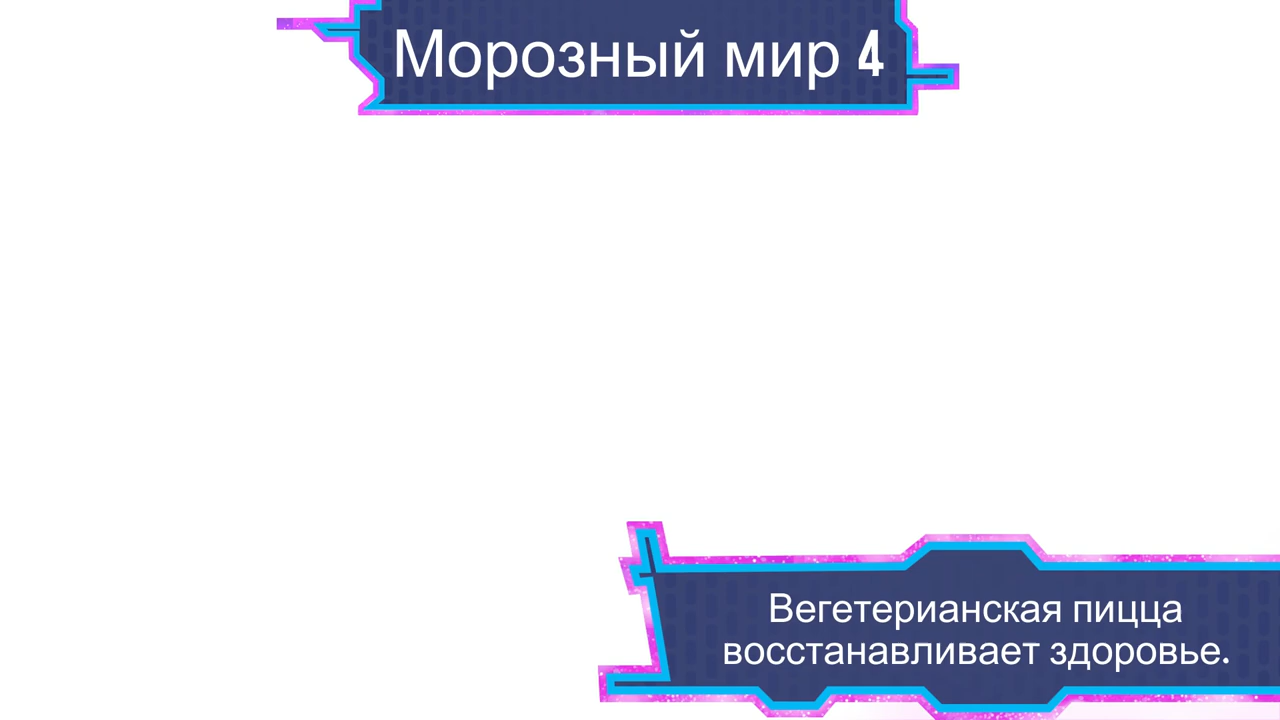 Морозный мир 4
Вегетерианская пицца
восстанавливает здоровье.